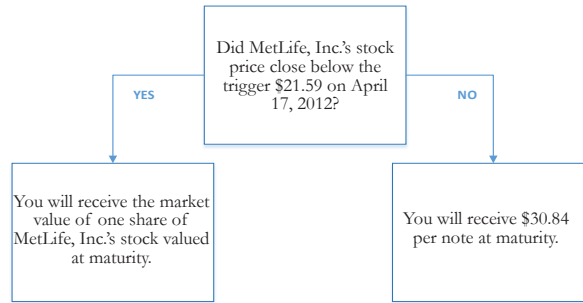 Did MetLife, Inc.'s stock
price close below the
trigger $21.59 on April
17, 2012?
YES
NO
You will receive the market
value of one share of
MetLife, Inc.'s stock valued
at maturity.
You will receive $30.84
per note at maturity.